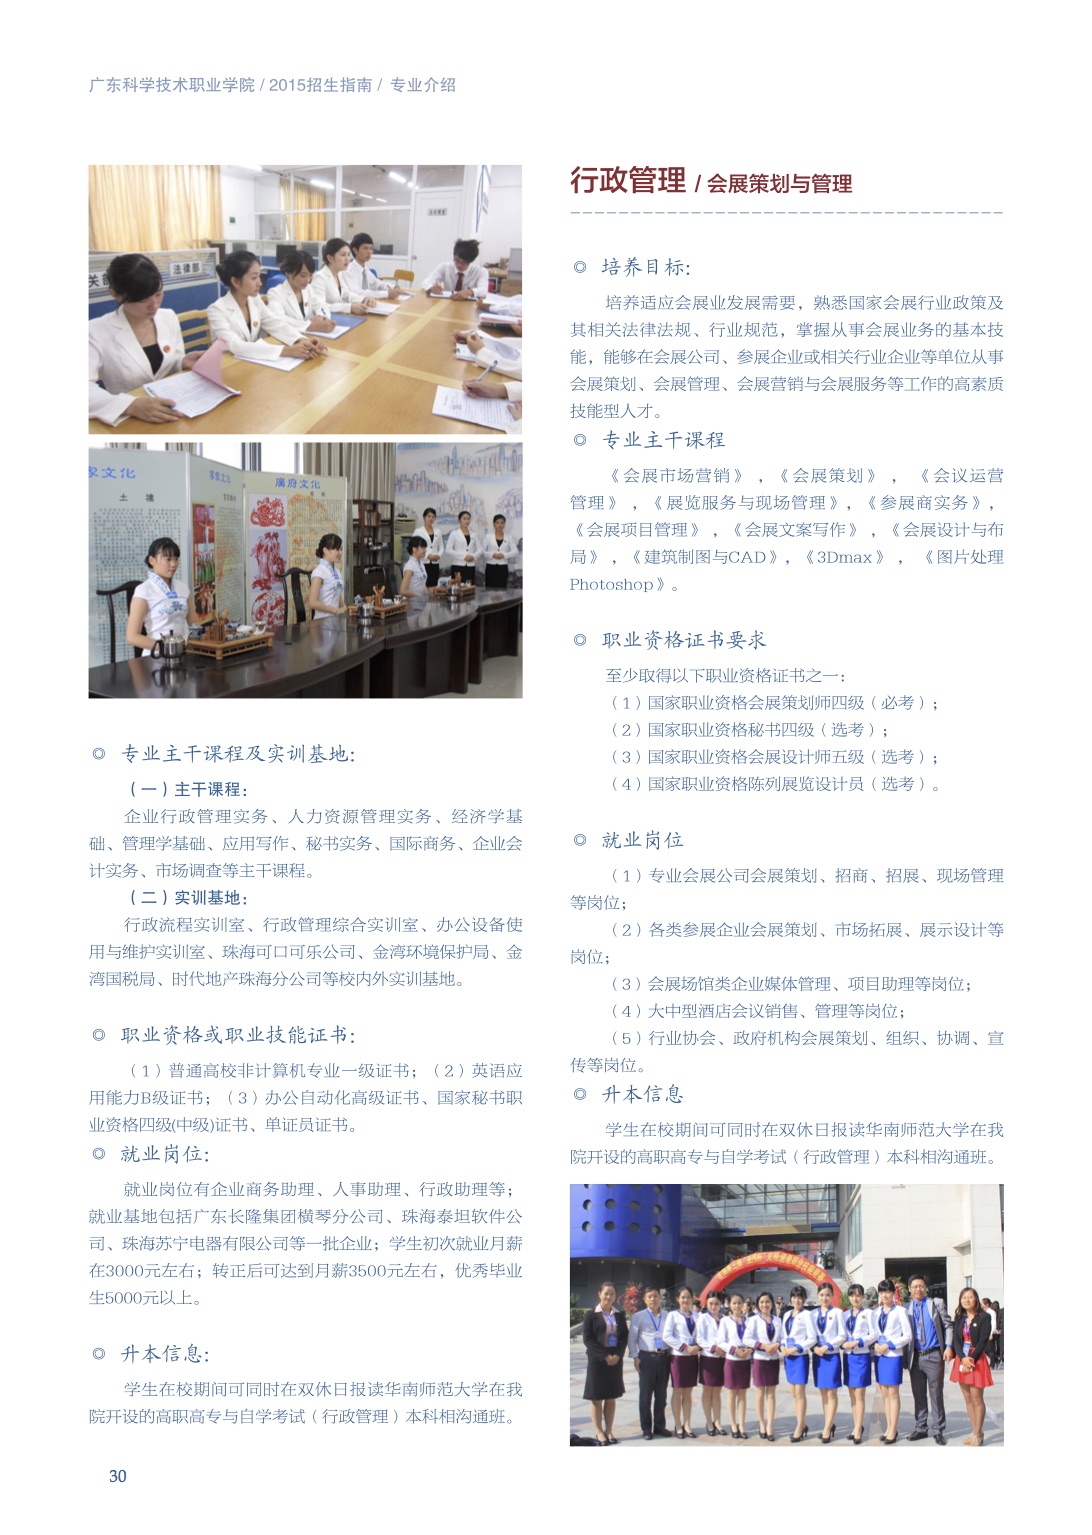 广东科学技术职业学院 / 2015招生指南 / 专业介绍
法律部
家文化
土 壤
客家文化
廣府文化
◎ 专业主干课程及实训基地:
（一）主干课程：
企业行政管理实务、人力资源管理实务、经济学基
础、管理学基础、应用写作、秘书实务、国际商务、企业会
计实务、市场调查等主干课程。
（二）实训基地：
行政流程实训室、行政管理综合实训室、办公设备使
用与维护实训室、珠海可口可乐公司、金湾环境保护局、金
湾国税局、时代地产珠海分公司等校内外实训基地。
◎ 职业资格或职业技能证书:
（1）普通高校非计算机专业一级证书；（2）英语应
用能力B级证书；（3）办公自动化高级证书、国家秘书职
业资格四级(中级)证书、单证员证书。
◎ 就业岗位:
就业岗位有企业商务助理、人事助理、行政助理等；
就业基地包括广东长隆集团横琴分公司、珠海泰坦软件公
司、珠海苏宁电器有限公司等一批企业；学生初次就业月薪
在3000元左右；转正后可达到月薪3500元左右，优秀毕业
生5000元以上。
◎ 升本信息:
学生在校期间可同时在双休日报读华南师范大学在我
院开设的高职高专与自学考试（行政管理）本科相沟通班。
行政管理 / 会展策划与管理
◎ 培养目标:
培养适应会展业发展需要，熟悉国家会展行业政策及
其相关法律法规、行业规范，掌握从事会展业务的基本技
能，能够在会展公司、参展企业或相关行业企业等单位从事
会展策划、会展管理、会展营销与会展服务等工作的高素质
技能型人才。
◎ 专业主干课程
《会展市场营销》，《会展策划》，《会议运营
管理》，《展览服务与现场管理》，《参展商实务》，
《会展项目管理》，《会展文案写作》，《会展设计与布
局》，《建筑制图与CAD》，《3Dmax》，《图片处理
Photoshop》。
◎ 职业资格证书要求
至少取得以下职业资格证书之一：
（1）国家职业资格会展策划师四级（必考）；
（2）国家职业资格秘书四级（选考）；
（3）国家职业资格会展设计师五级（选考）；
（4）国家职业资格陈列展览设计员（选考）。
◎ 就业岗位
（1）专业会展公司会展策划、招商、招展、现场管理
等岗位；
（2）各类参展企业会展策划、市场拓展、展示设计等
岗位；
（3）会展场馆类企业媒体管理、项目助理等岗位；
（4）大中型酒店会议销售、管理等岗位；
（5）行业协会、政府机构会展策划、组织、协调、宣
传等岗位。
◎ 升本信息
学生在校期间可同时在双休日报读华南师范大学在我
院开设的高职高专与自学考试（行政管理）本科相沟通班。
30